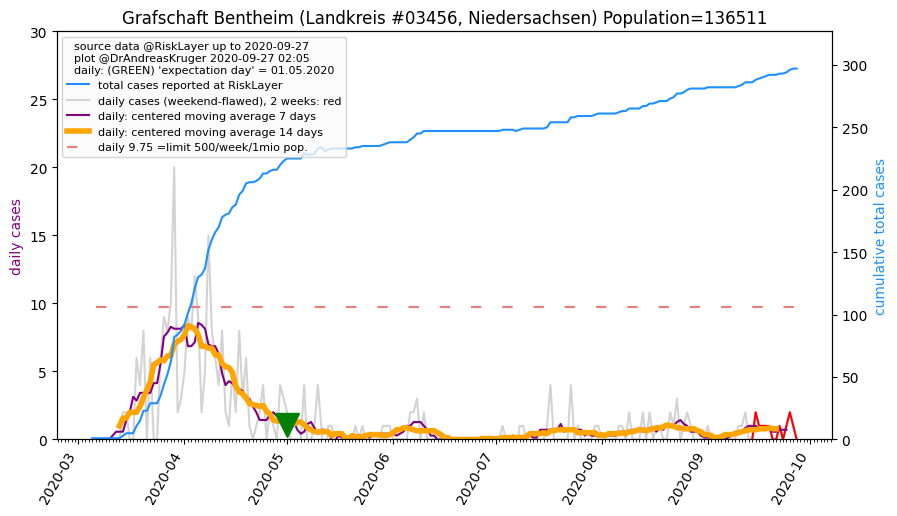 Grafschaft Bentheim (Landkreis #03456, Niedersachsen) Population=136511
source data @RiskLayer up to 2020-09-27
plot @DrAndreasKruger 2020-09-27 02:05
daily: (GREEN) 'expectation day' = 01.05.2020
total cases reported at RiskLayer
daily cases (weekend-flawed), 2 weeks: red
daily: centered moving average 7 days
daily: centered moving average 14 days
daily 9.75 =limit 500/week/1mio pop.
daily cases
30
25
20
15
10
5
0
cumulative total cases
300
250
200
150
100
50
0
2020-03
2020-04
2020-05
2020-06
2020-07
2020-08
2020-09
2020-10